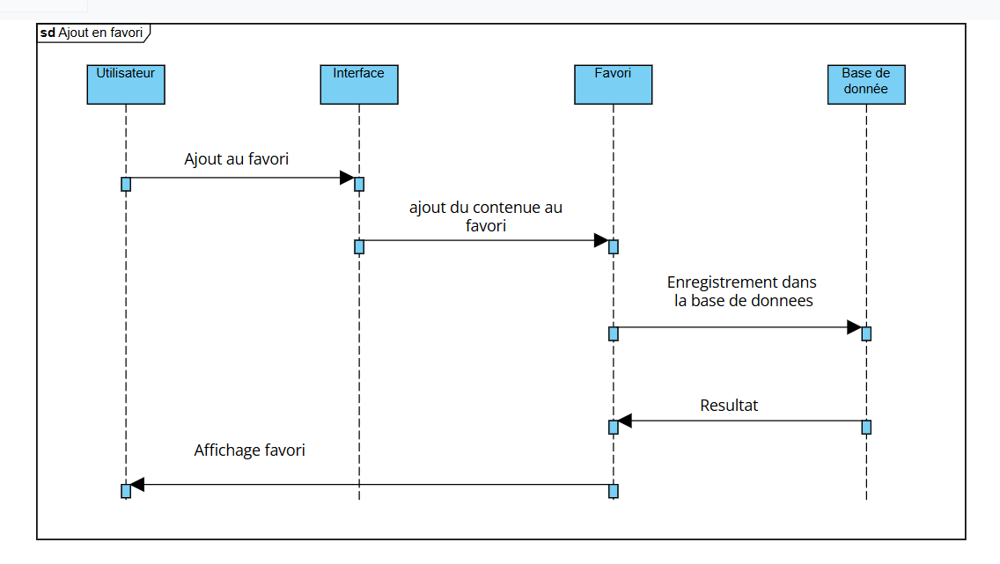 sd Ajout en favori
Utilisateur
Interface
Favori
Base de
donnée
Ajout au favori
ajout du contenue au
favori
Enregistrement dans
la base de donnees
Resultat
Affichage favori